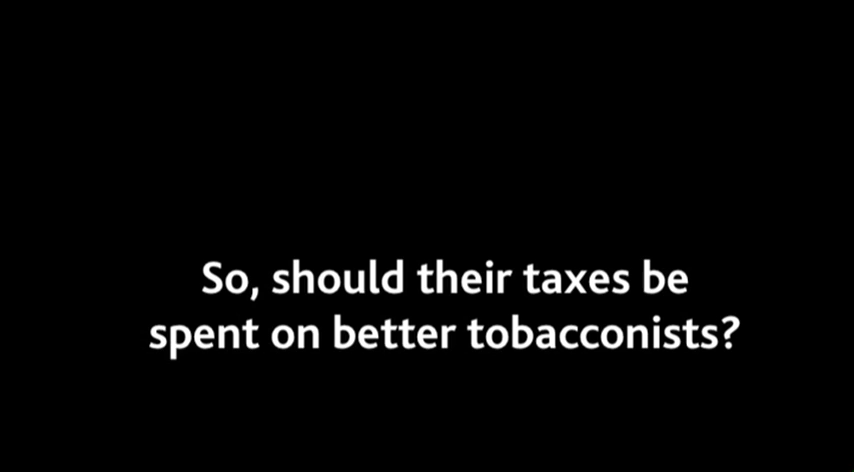 So, should their taxes be
spent on better tobacconists?